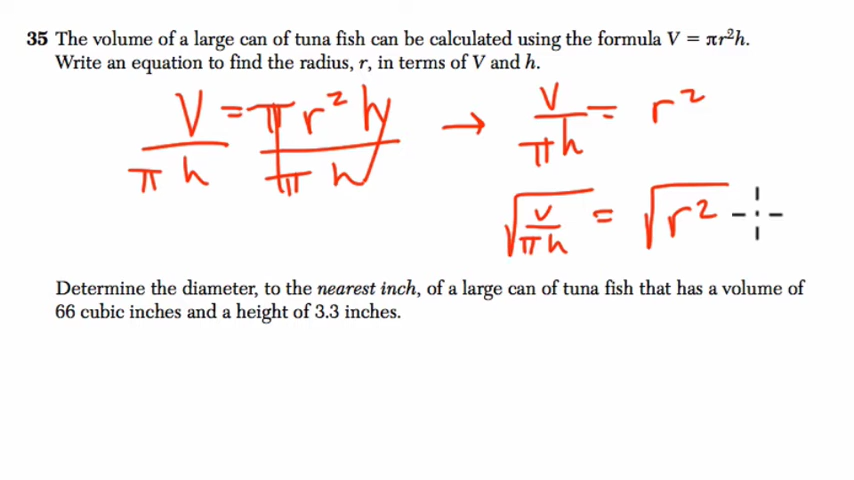 35 The volume of a large can of tuna fish can be calculated using the formula V = πr²h.
Write an equation to find the radius, r, in terms of V and h.
V/πh = πr²h/πh → V/πh = r²
√(V/πh) = √(r²)
Determine the diameter, to the nearest inch, of a large can of tuna fish that has a volume of
66 cubic inches and a height of 3.3 inches.